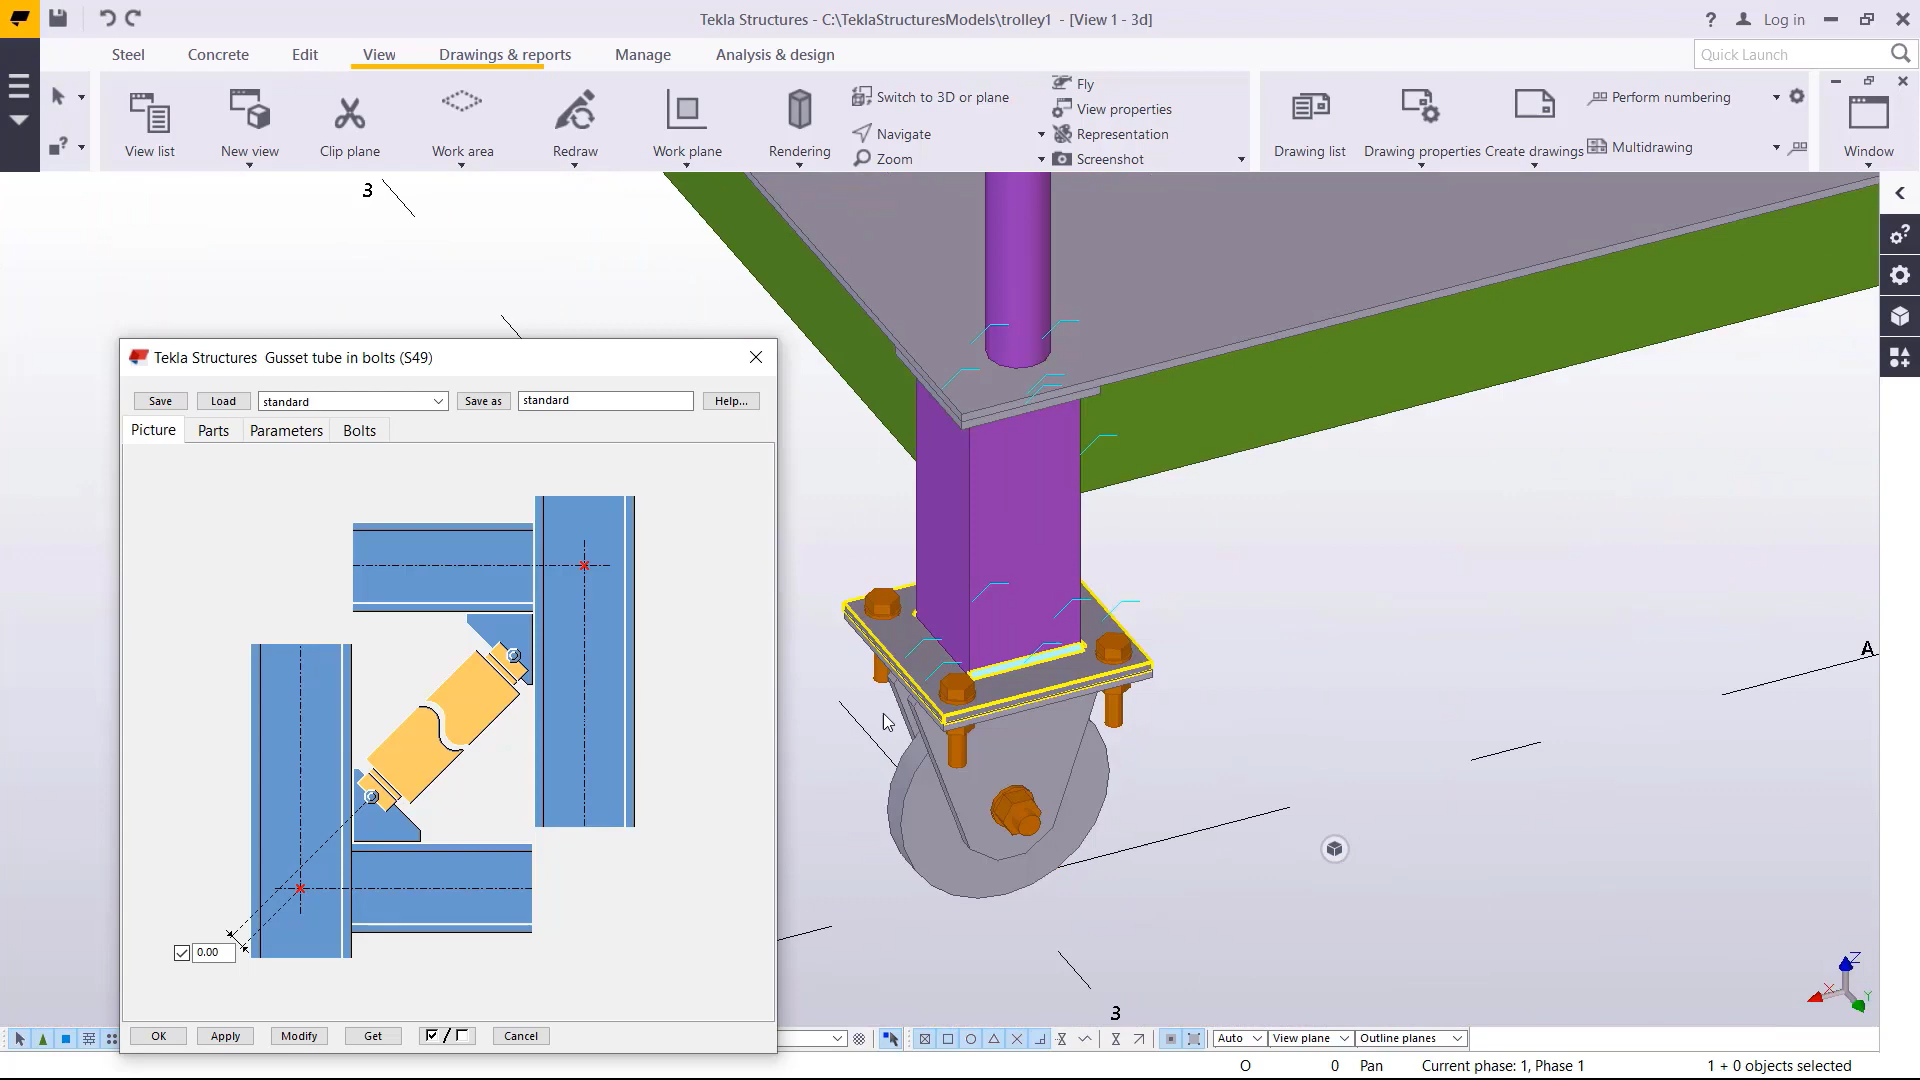 Tekla Structures - C:\TeklaStructuresModels\trolley1 - [View 1 - 3d]
? Log in
Steel Concrete Edit View Drawings & reports Manage Analysis & design
Quick Launch
View list
New view
Clip plane
Work area
Redraw
Work plane
Rendering
Switch to 3D or plane
Navigate
Zoom
Fly
View properties
Representation
Screenshot
Drawing list
Drawing properties
Create drawings
Perform numbering
Multidrawing
Window
3
Tekla Structures Gusset tube in bolts (S49)
Save Load standard Save as standard Help...
Picture Parts Parameters Bolts
0.00
OK Apply Modify Get / Cancel
A
3
Z
X
Y
Auto View plane Outline planes
O 0 Pan Current phase: 1, Phase 1 1 + 0 objects selected